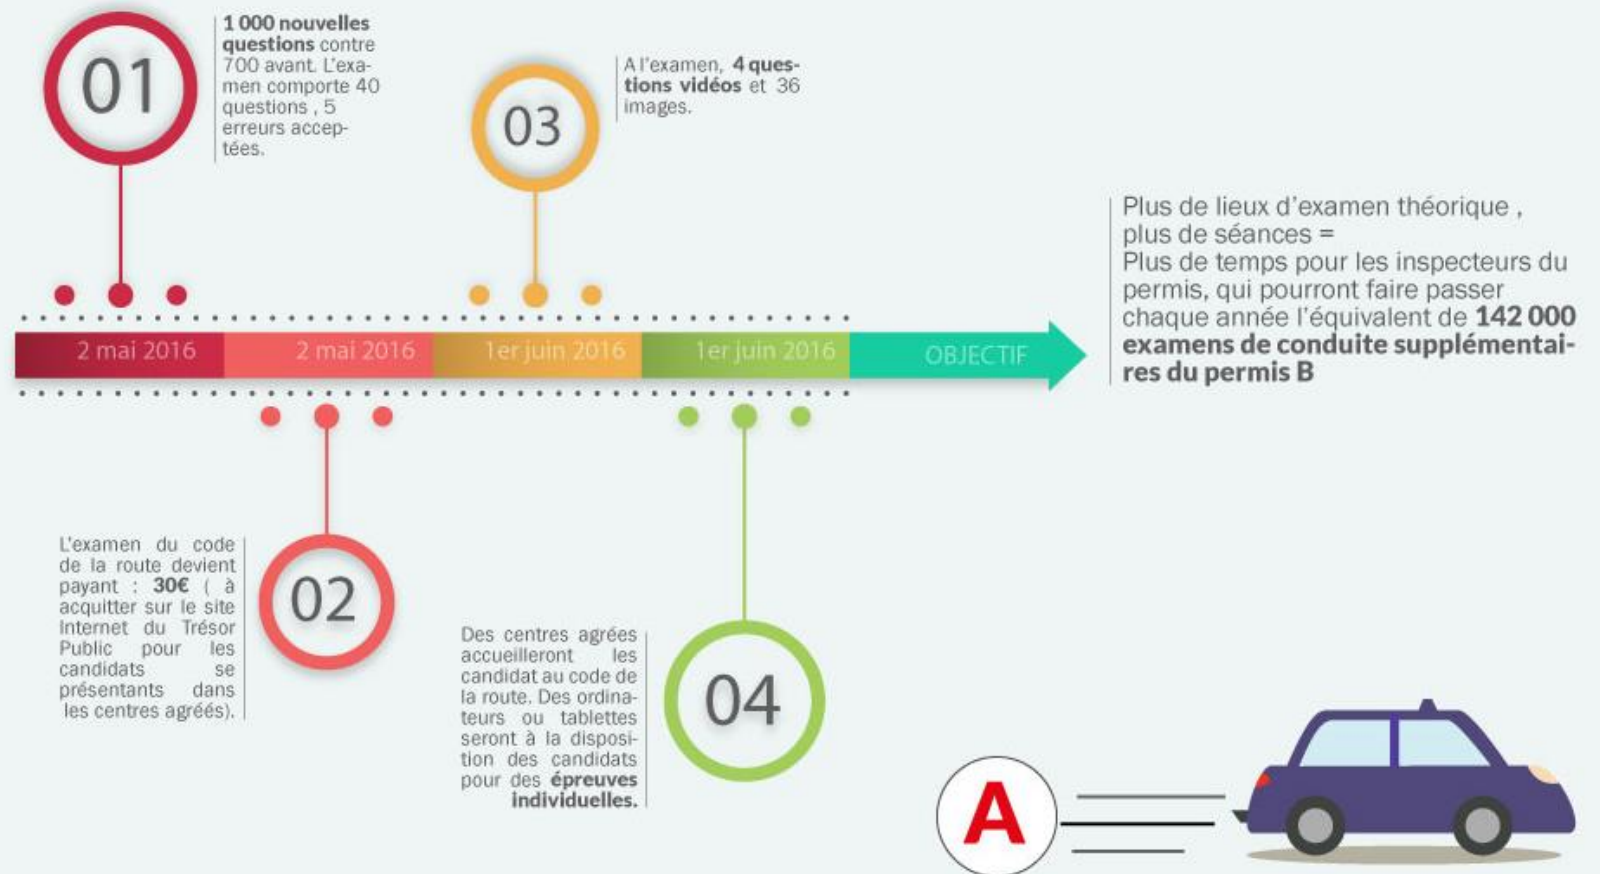 01
1 000 nouvelles
questions contre
700 avant. L'exa-
men comporte 40
questions , 5
erreurs accep-
tées.
03
A l'examen, 4 ques-
tions vidéos et 36
images.
2 mai 2016
2 mai 2016
1er juin 2016
1er juin 2016
OBJECTIF
Plus de lieux d'examen théorique ,
plus de séances =
Plus de temps pour les inspecteurs du
permis, qui pourront faire passer
chaque année l'équivalent de 142 000
examens de conduite supplémentai-
res du permis B
L'examen du code
de la route devient
payant : 30€ ( à
acquitter sur le site
Internet du Trésor
Public pour les
candidats se
présentants dans
les centres agréés).
02
Des centres agrées
accueilleront les
candidat au code de
la route. Des ordina-
teurs ou tablettes
seront à la disposi-
tion des candidats
pour des épreuves
individuelles.
04
A